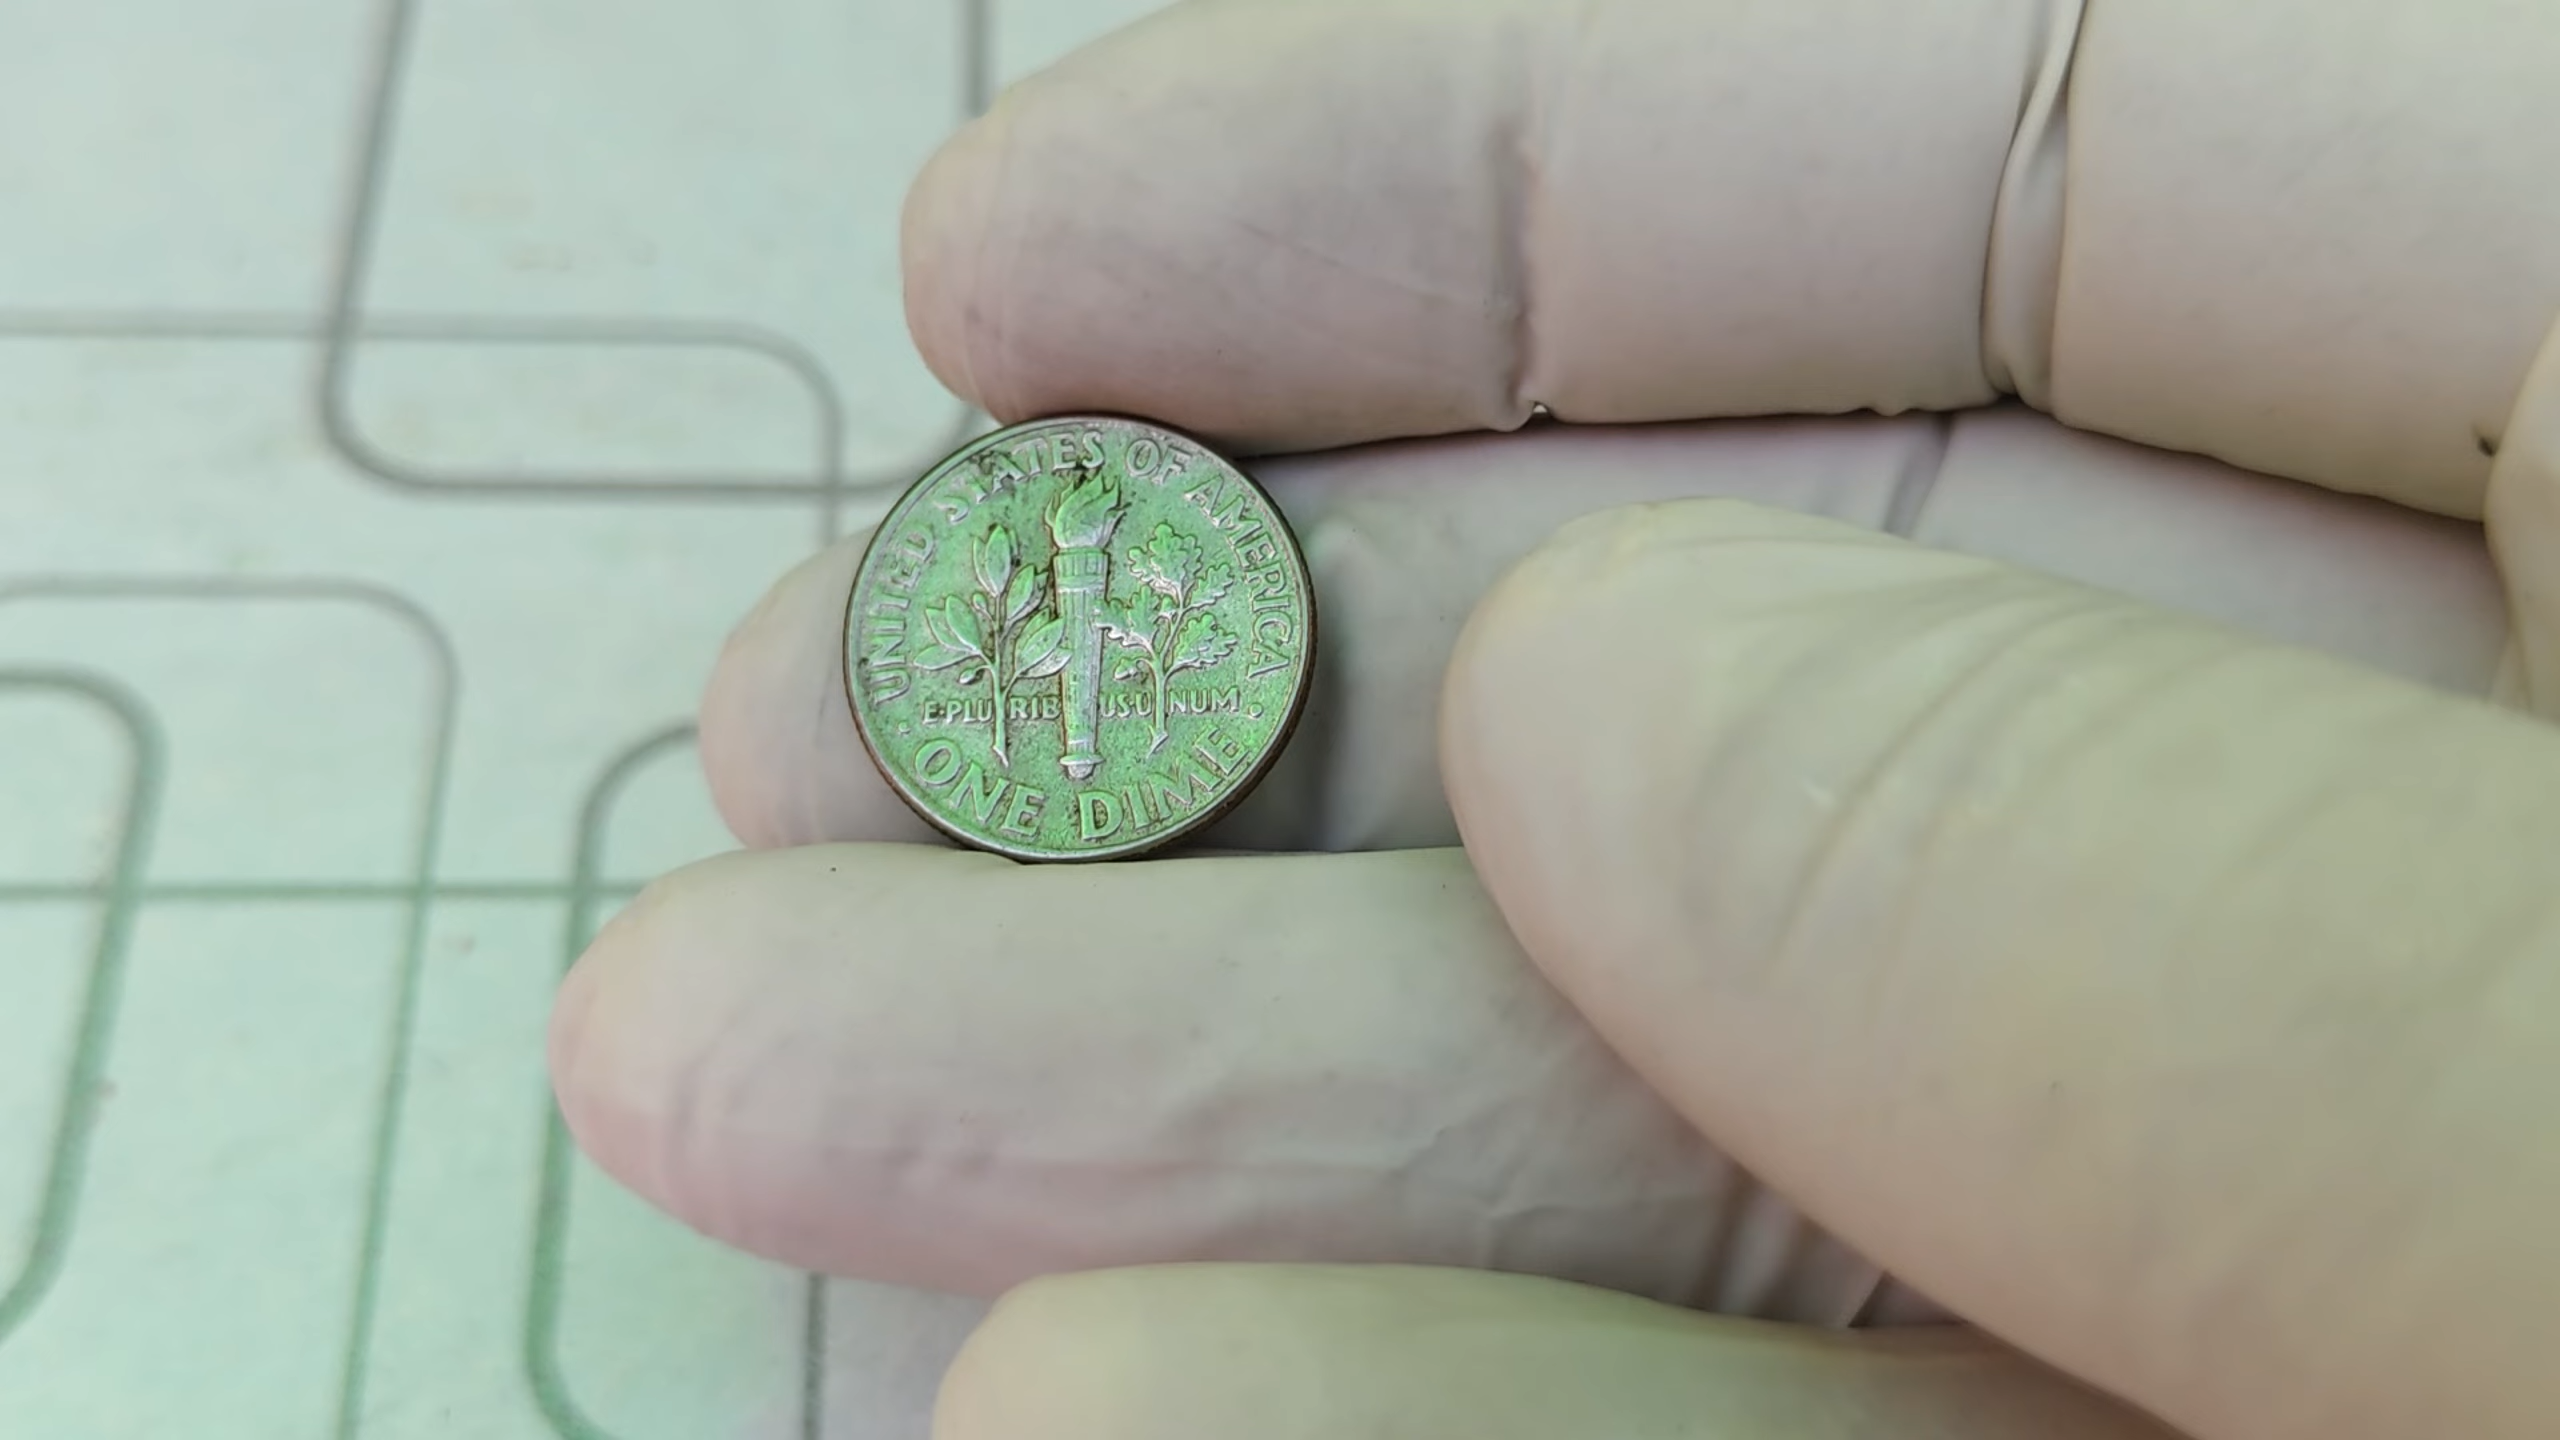 UNITED STATES OF AMERICA
E·PLURIBUS·UNUM
· ONE DIME ·